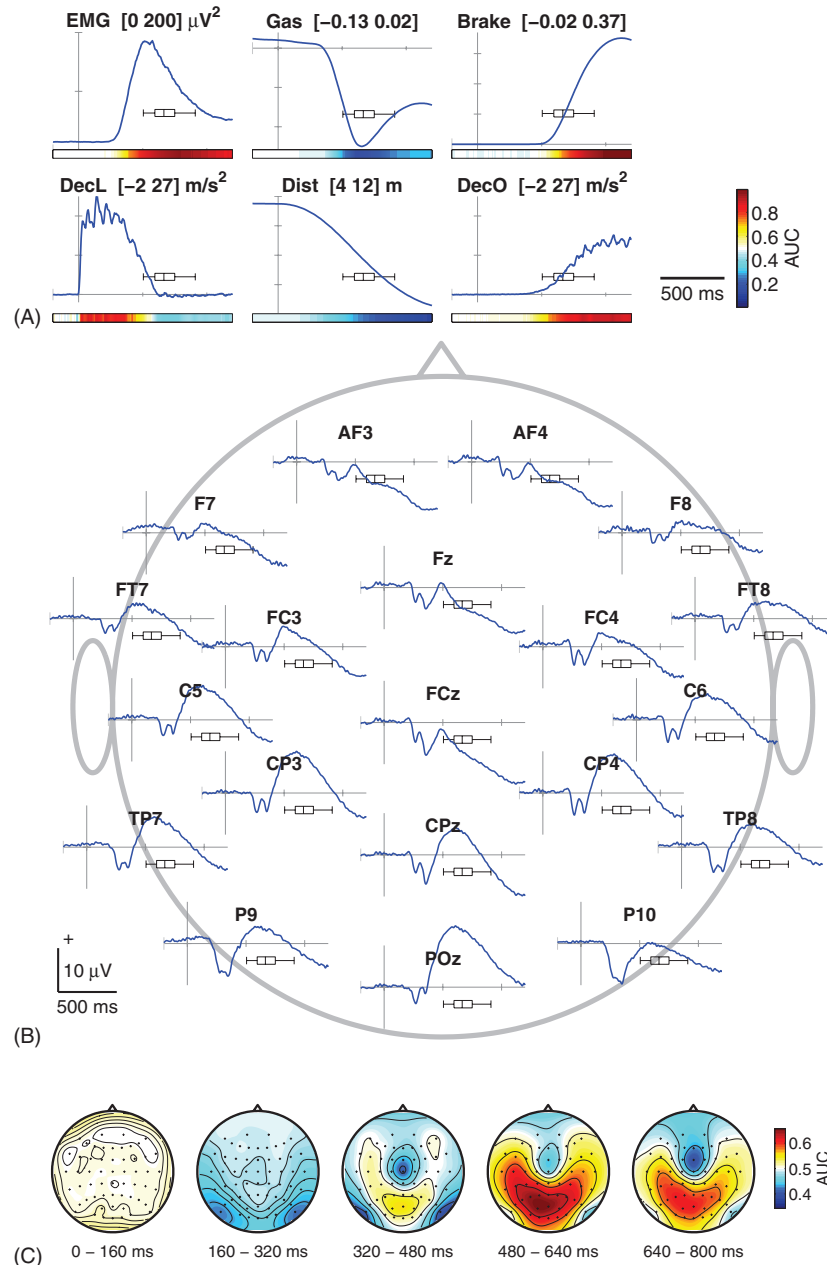 EMG [0 200] μV²
Gas [−0.13 0.02]
Brake [−0.02 0.37]
DecL [−2 27] m/s²
Dist [4 12] m
DecO [−2 27] m/s²
0.8
0.6
0.4
0.2
AUC
500 ms
(A)
AF3
AF4
F7
F8
Fz
FT7
FT8
FC3
FC4
C5
FCz
C6
CP3
CP4
TP7
CPz
TP8
P9
P10
POz
+
10 μV
500 ms
(B)
0.6
0.5
0.4
AUC
0 – 160 ms
160 – 320 ms
320 – 480 ms
480 – 640 ms
640 – 800 ms
(C)